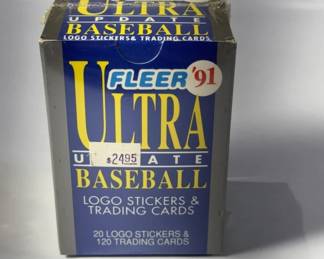 ULTRA
UPDATE
BASEBALL
LOGO STICKERS & TRADING CARDS
FLEER '91
ULTRA
UPDATE
$24.95
BASEBALL
LOGO STICKERS &
TRADING CARDS
20 LOGO STICKERS &
120 TRADING CARDS